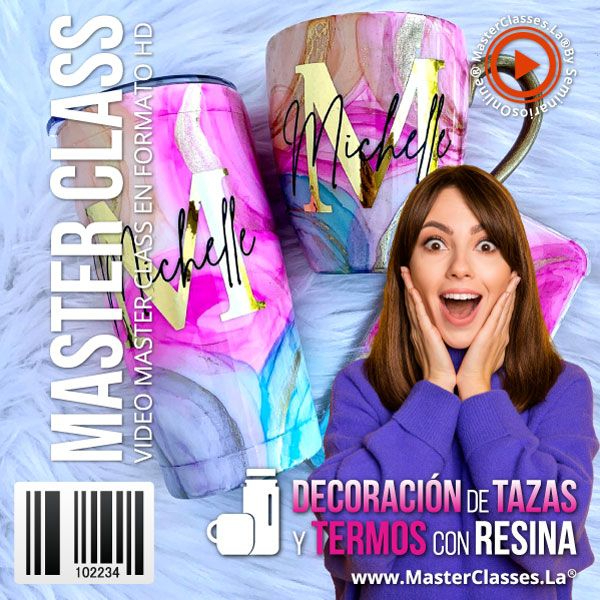 MASTER CLASS
VIDEO MASTER CLASS EN FORMATO HD
MasterClasses.La® By SeminariosOnline®
M
Michelle
M
Michelle
DECORACIÓN DE TAZAS
Y TERMOS CON RESINA
www.MasterClasses.La®
102234